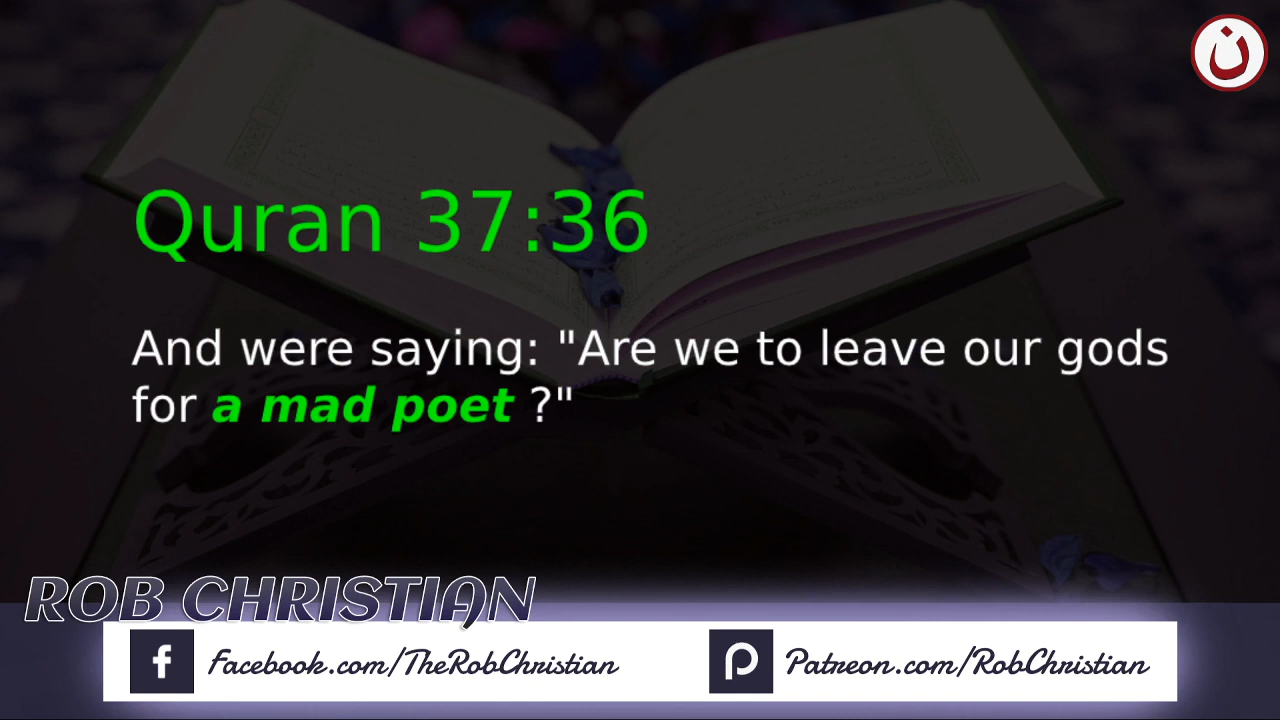 ن
Quran 37:36
And were saying: "Are we to leave our gods
for a mad poet ?"
ROB CHRISTIAN
Facebook.com/TheRobChristian
Patreon.com/RobChristian